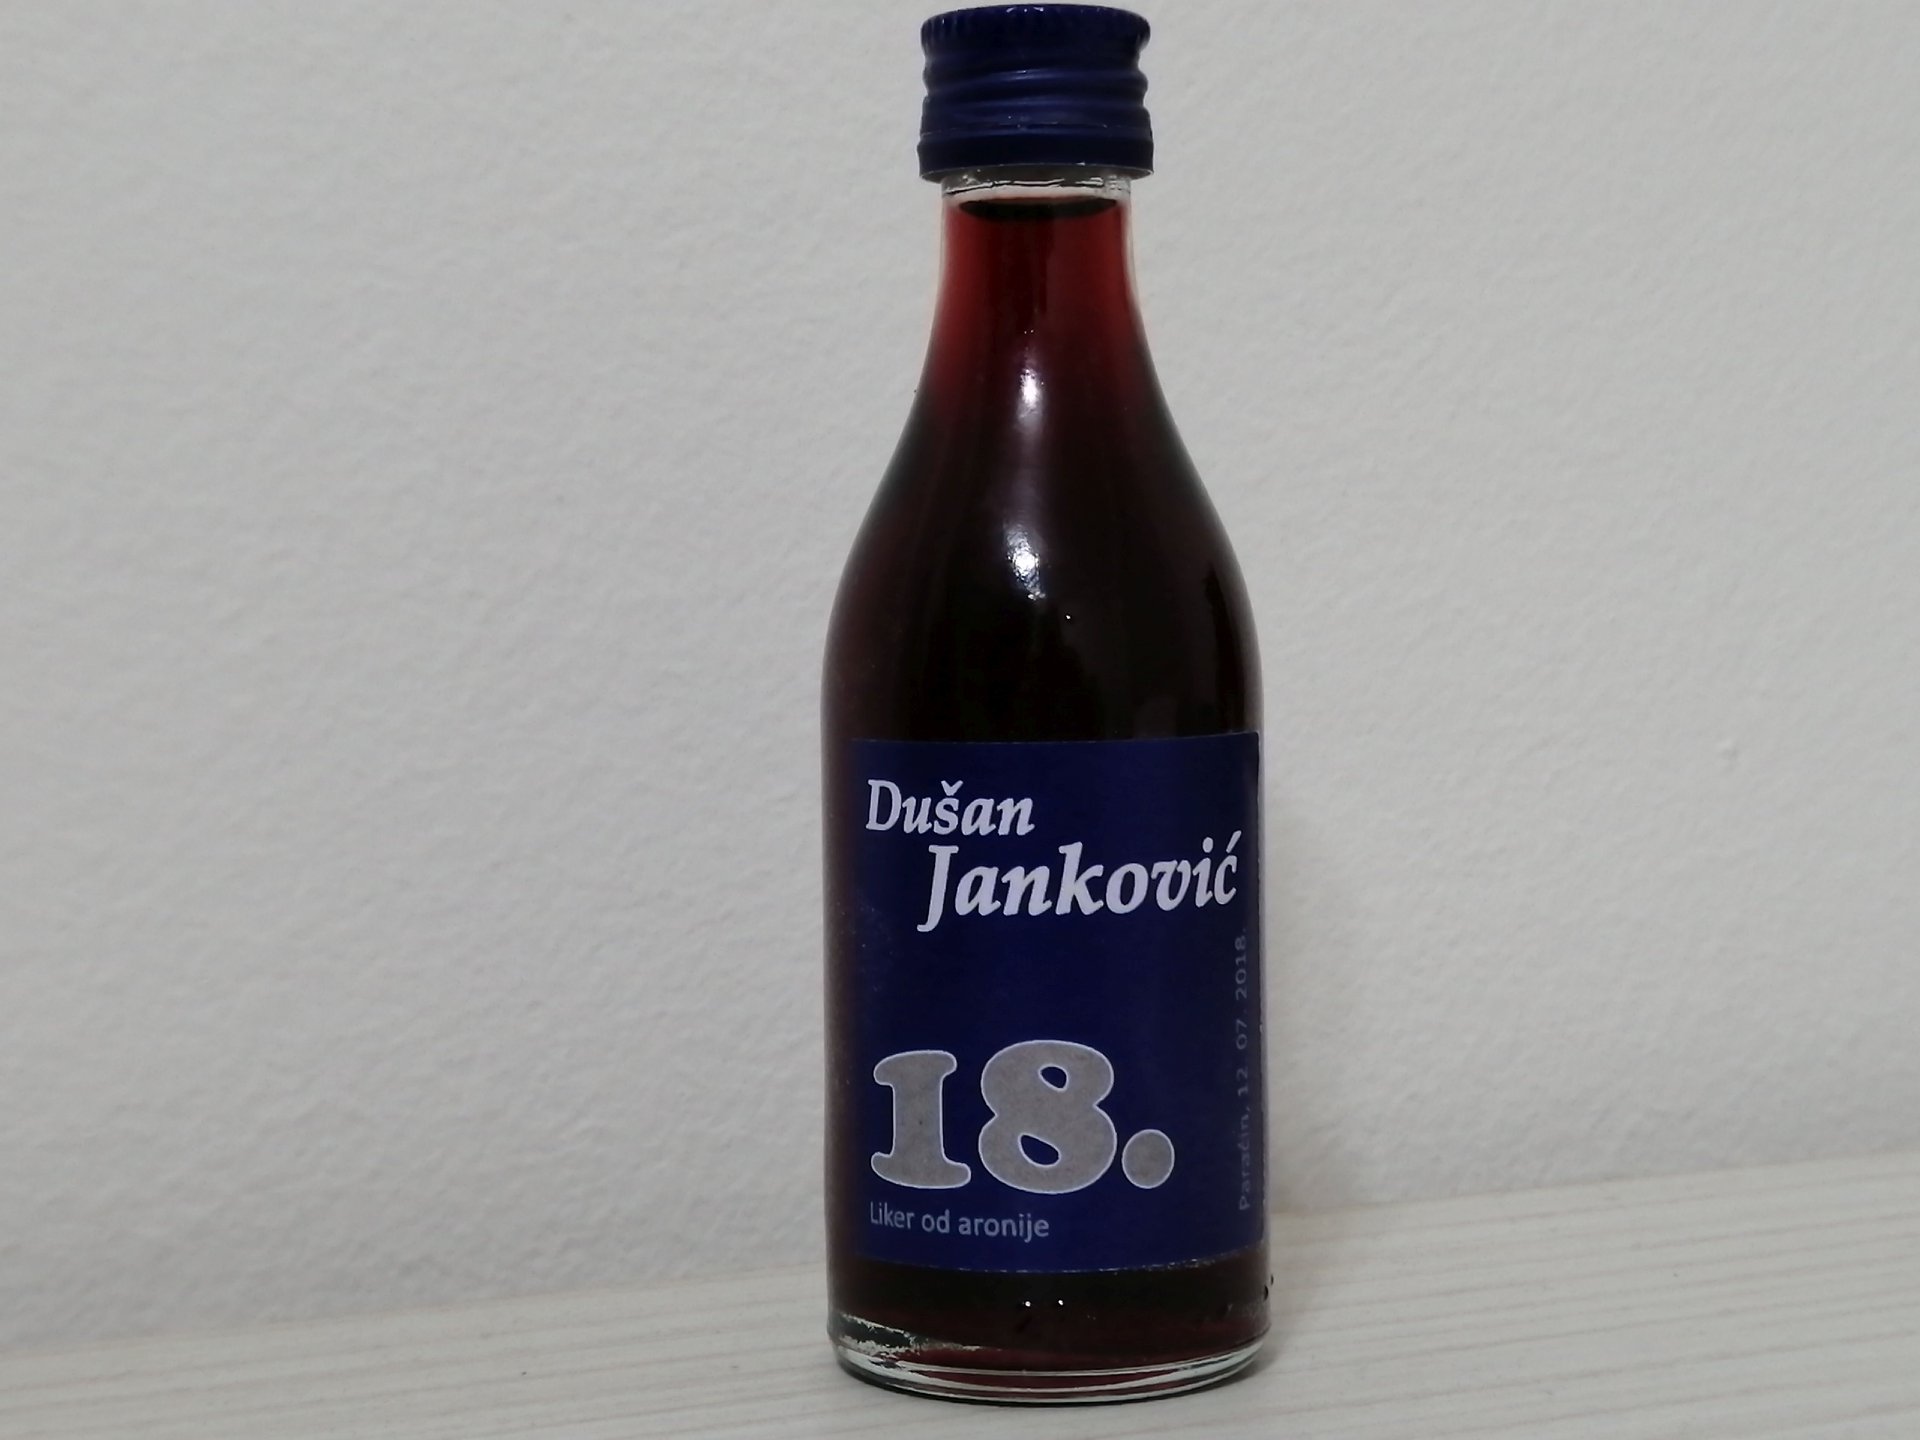 Dušan
Janković
18.
Liker od aronije
Paraćin, 12 07. 2018.